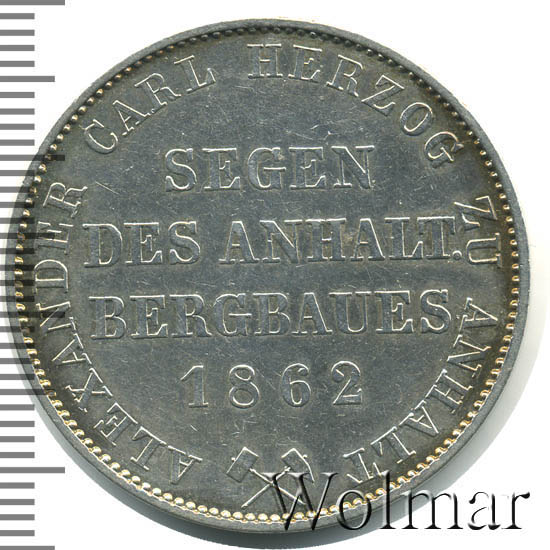 ALEXANDER CARL HERZOG ZU ANHALT
SEGEN
DES ANHALT.
BERGBAUES
1862
Wolmar